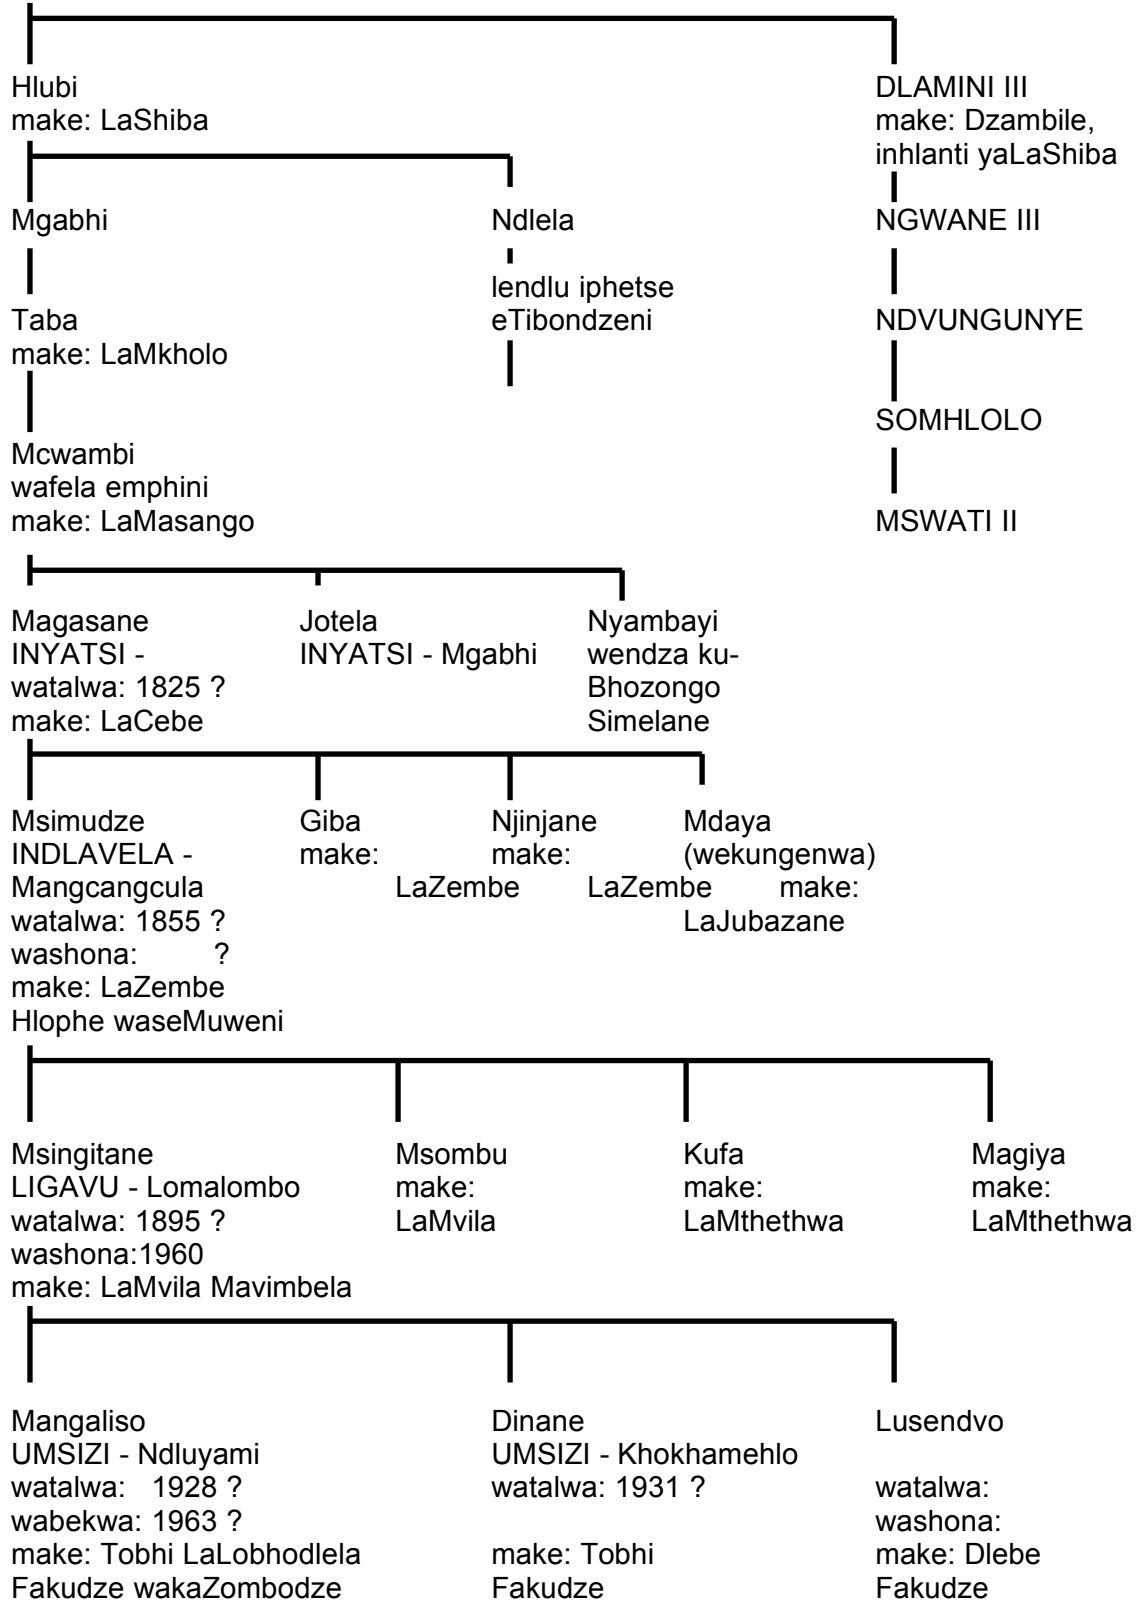 Hlubi
make: LaShiba
DLAMINI III
make: Dzambile,
inhlanti yaLaShiba
Mgabhi
Ndlela
NGWANE III
lendlu iphetse
eTibondzeni
Taba
make: LaMkholo
NDVUNGUNYE
SOMHLOLO
Mcwambi
wafela emphini
make: LaMasango
MSWATI II
Magasane
INYATSI -
watalwa: 1825 ?
make: LaCebe
Jotela
INYATSI - Mgabhi
Nyambayi
wendza ku-
Bhozongo
Simelane
Msimudze
INDLAVELA -
Mangcangcula
watalwa: 1855 ?
washona: ?
make: LaZembe
Hlophe waseMuweni
Giba
make:
LaZembe
Njinjane
make:
LaZembe
Mdaya
(wekungenwa)
make:
LaJubazane
Msingitane
LIGAVU - Lomalombo
watalwa: 1895 ?
washona:1960
make: LaMvila Mavimbela
Msombu
make:
LaMvila
Kufa
make:
LaMthethwa
Magiya
make:
LaMthethwa
Mangaliso
UMSIZI - Ndluyami
watalwa: 1928 ?
wabekwa: 1963 ?
make: Tobhi LaLobhodlela
Fakudze wakaZombodze
Dinane
UMSIZI - Khokhamehlo
watalwa: 1931 ?
make: Tobhi
Fakudze
Lusendvo
watalwa:
washona:
make: Dlebe
Fakudze